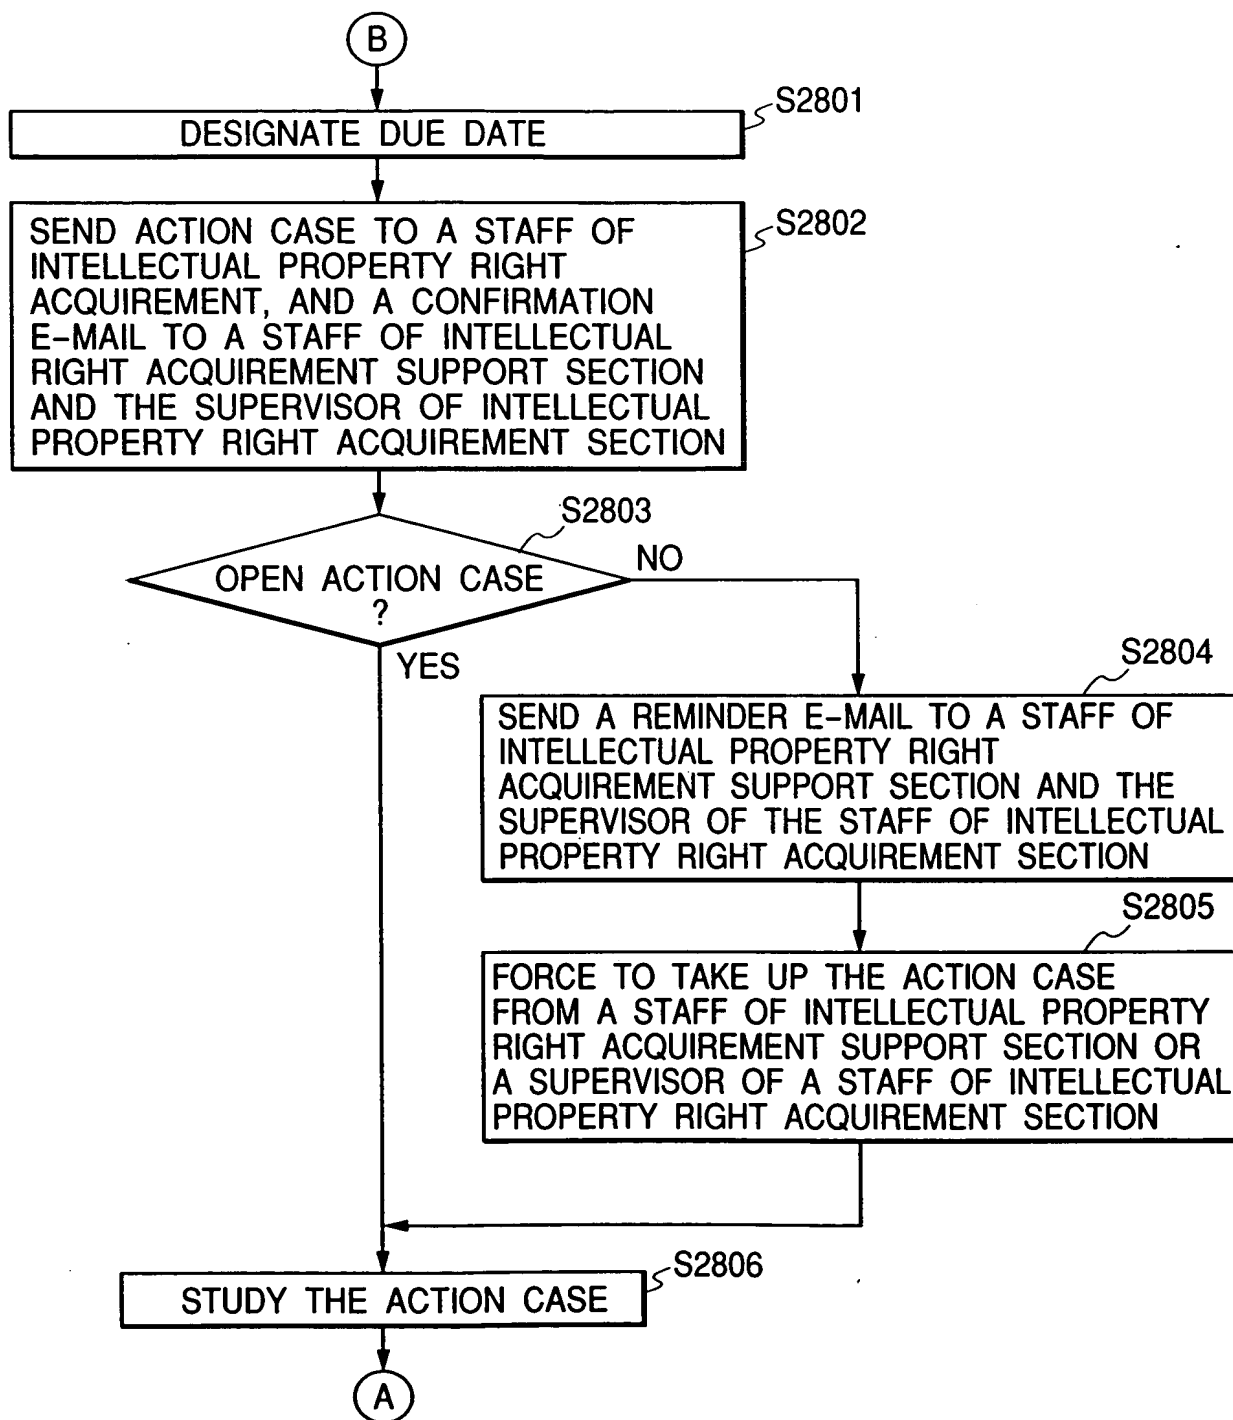 B
S2801
DESIGNATE DUE DATE
S2802
SEND ACTION CASE TO A STAFF OF
INTELLECTUAL PROPERTY RIGHT
ACQUIREMENT, AND A CONFIRMATION
E-MAIL TO A STAFF OF INTELLECTUAL
RIGHT ACQUIREMENT SUPPORT SECTION
AND THE SUPERVISOR OF INTELLECTUAL
PROPERTY RIGHT ACQUIREMENT SECTION
S2803
OPEN ACTION CASE
?
NO
YES
S2804
SEND A REMINDER E-MAIL TO A STAFF OF
INTELLECTUAL PROPERTY RIGHT
ACQUIREMENT SUPPORT SECTION AND THE
SUPERVISOR OF THE STAFF OF INTELLECTUAL
PROPERTY RIGHT ACQUIREMENT SECTION
S2805
FORCE TO TAKE UP THE ACTION CASE
FROM A STAFF OF INTELLECTUAL PROPERTY
RIGHT ACQUIREMENT SUPPORT SECTION OR
A SUPERVISOR OF A STAFF OF INTELLECTUAL
PROPERTY RIGHT ACQUIREMENT SECTION
S2806
STUDY THE ACTION CASE
A